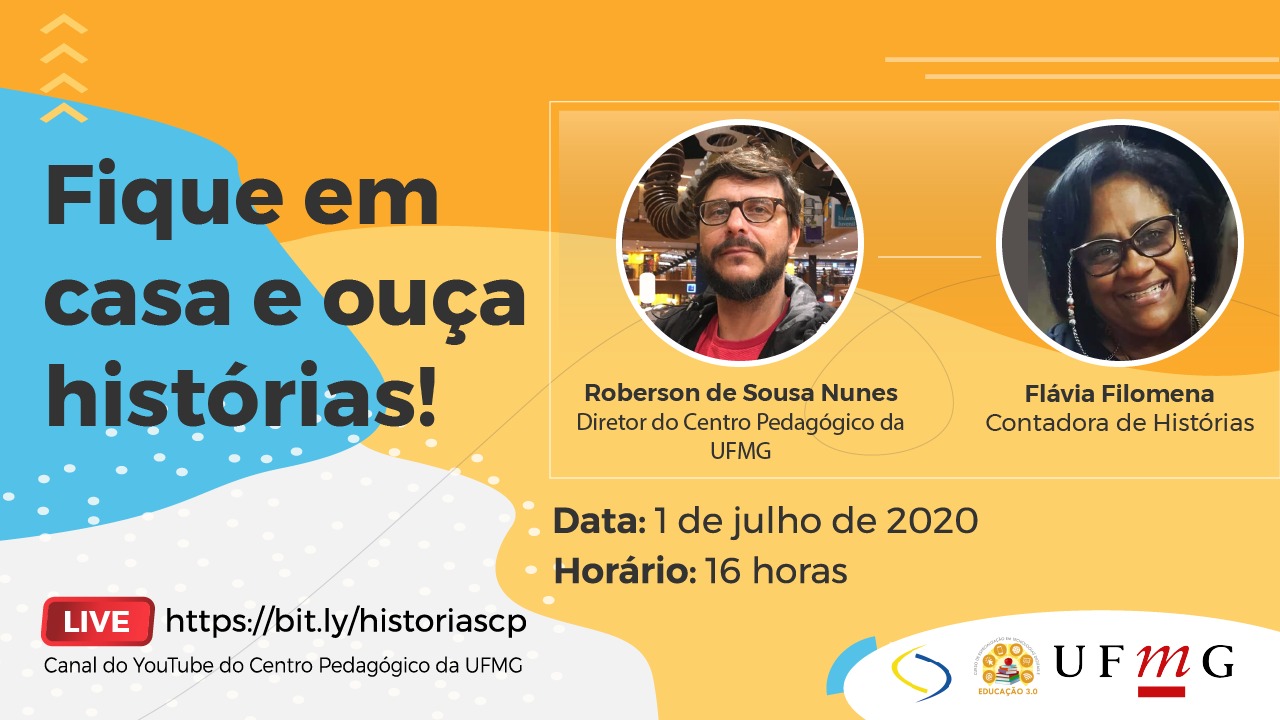 Fique em
casa e ouça
histórias!
Roberson de Sousa Nunes
Diretor do Centro Pedagógico da
UFMG
Flávia Filomena
Contadora de Histórias
Data: 1 de julho de 2020
Horário: 16 horas
LIVE https://bit.ly/historiascp
Canal do YouTube do Centro Pedagógico da UFMG
EDUCAÇÃO 3.0
UFmG